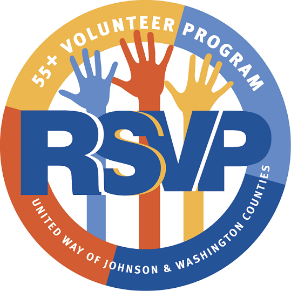 55+ VOLUNTEER PROGRAM
RSVP
UNITED WAY OF JOHNSON & WASHINGTON COUNTIES